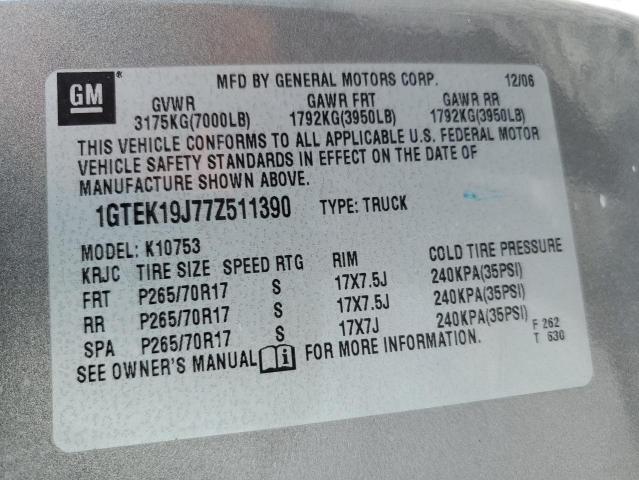 GM
MFD BY GENERAL MOTORS CORP. 12/06
GVWR GAWR FRT GAWR RR
3175KG(7000LB) 1792KG(3950LB) 1792KG(3950LB)
THIS VEHICLE CONFORMS TO ALL APPLICABLE U.S. FEDERAL MOTOR
VEHICLE SAFETY STANDARDS IN EFFECT ON THE DATE OF
MANUFACTURE SHOWN ABOVE.
1GTEK19J77Z511390 TYPE: TRUCK
MODEL: K10753
KRJC TIRE SIZE SPEED RTG RIM COLD TIRE PRESSURE
FRT P265/70R17 S 17X7.5J 240KPA(35PSI)
RR P265/70R17 S 17X7.5J 240KPA(35PSI)
SPA P265/70R17 S 17X7J 240KPA(35PSI)
SEE OWNER'S MANUAL i FOR MORE INFORMATION.
F 262
T 630